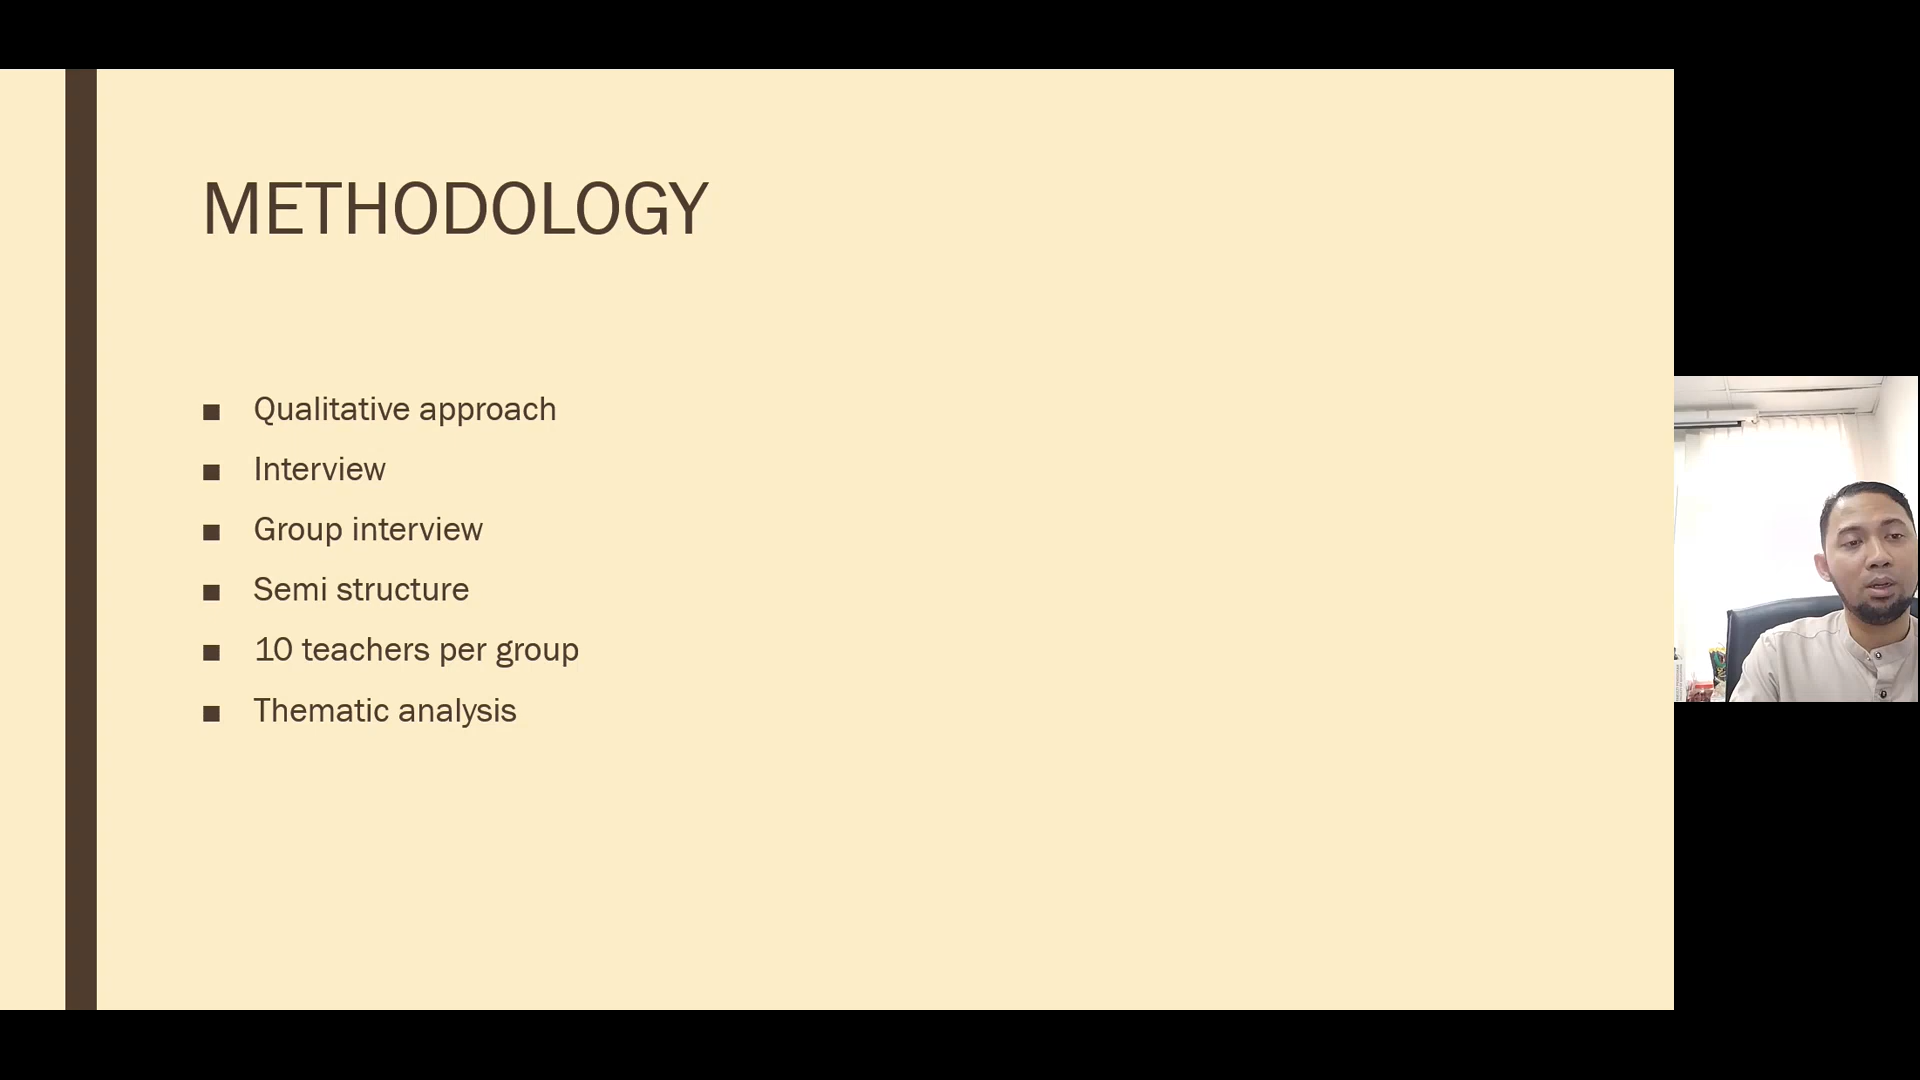 METHODOLOGY
■ Qualitative approach
■ Interview
■ Group interview
■ Semi structure
■ 10 teachers per group
■ Thematic analysis